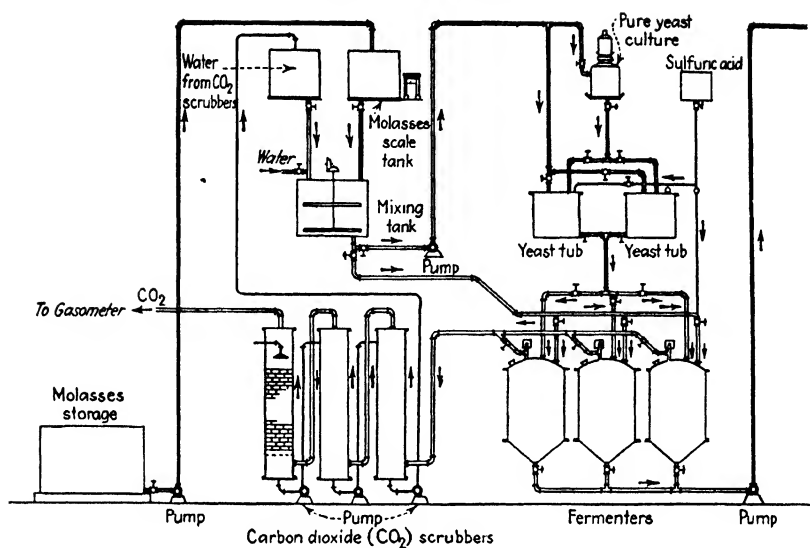 Pure yeast
culture
Sulfuric acid
Water
from CO2
scrubbers
Molasses
scale
tank
Water
Mixing
tank
Pump
Yeast tub
Yeast tub
To Gasometer
CO2
Molasses
storage
Pump
Pump
Carbon dioxide (CO2) scrubbers
Fermenters
Pump